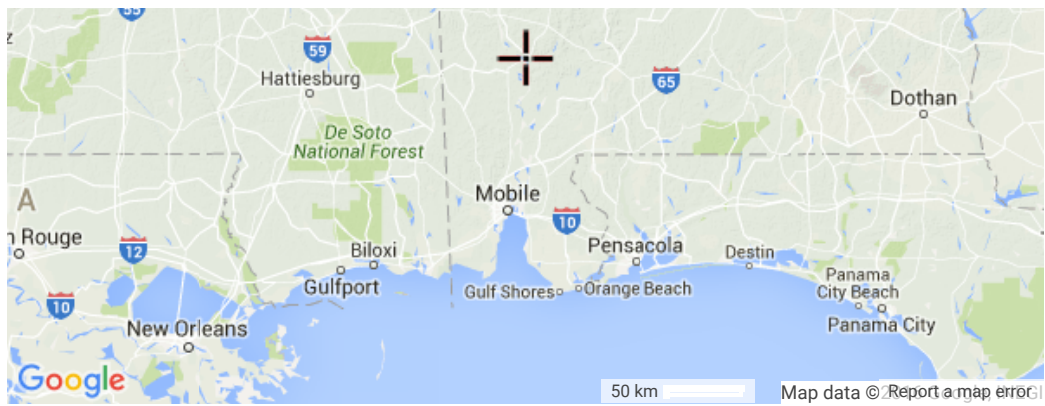 55
59
Hattiesburg
65
Dothan
De Soto
National Forest
A
Mobile
10
n Rouge
12
Biloxi
Pensacola
Destin
Gulfport
Gulf Shores
Orange Beach
Panama
City Beach
10
New Orleans
Panama City
Google
50 km
Map data ©
Report a map error